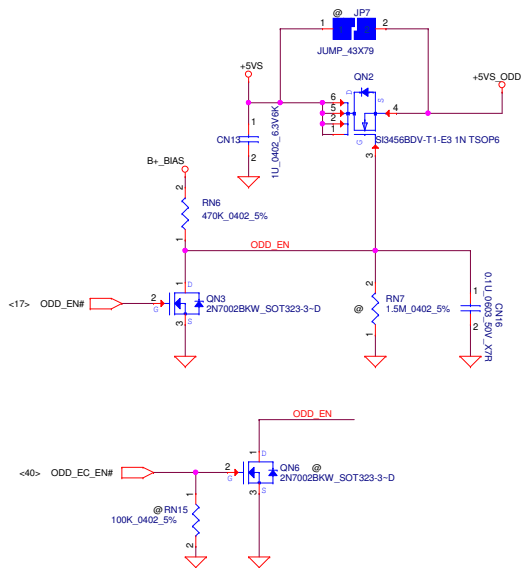 @ JP7
1 2
JUMP_43X79
+5VS
QN2
+5VS_ODD
D
S
6
5
2
1
4
G
3
SI3456BDV-T1-E3 1N TSOP6
CN13
1
2
1U_0402_6.3V6K
B+_BIAS
2
RN6
470K_0402_5%
1
ODD_EN
1 D
QN3
2N7002BKW_SOT323-3~D
<17> ODD_EN#
2
G
3 S
2
RN7
1.5M_0402_5%
@
1
1
2
CN16
0.1U_0603_50V_X7R
ODD_EN
1 D
QN6 @
2N7002BKW_SOT323-3~D
<40> ODD_EC_EN#
2
G
3 S
1
@ RN15
100K_0402_5%
2